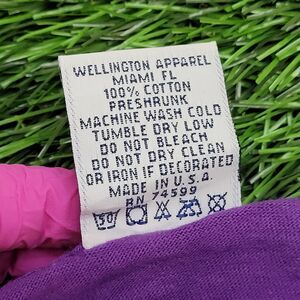 WELLINGTON APPAREL
MIAMI FL
100% COTTON
PRESHRUNK
MACHINE WASH COLD
TUMBLE DRY LOW
DO NOT BLEACH
DO NOT DRY CLEAN
OR IRON IF DECORATED
MADE IN U.S.A.
RN 74599